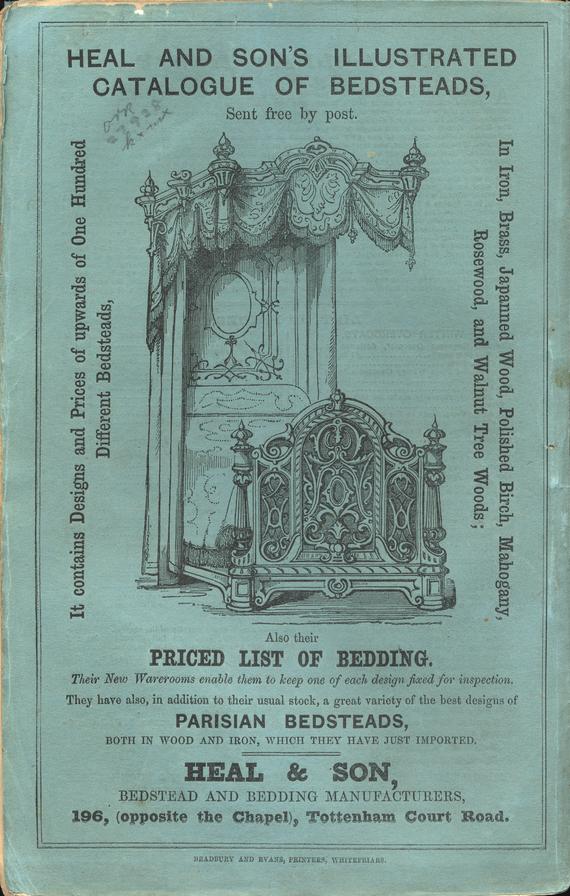 HEAL AND SON'S ILLUSTRATED
CATALOGUE OF BEDSTEADS,
Sent free by post.
It contains Designs and Prices of upwards of One Hundred
Different Bedsteads,
In Iron, Brass, Japanned Wood, Polished Birch, Mahogany,
Rosewood, and Walnut Tree Woods;
Also their
PRICED LIST OF BEDDING.
Their New Warerooms enable them to keep one of each design fixed for inspection.
They have also, in addition to their usual stock, a great variety of the best designs of
PARISIAN BEDSTEADS,
BOTH IN WOOD AND IRON, WHICH THEY HAVE JUST IMPORTED.
HEAL & SON,
BEDSTEAD AND BEDDING MANUFACTURERS,
196, (opposite the Chapel), Tottenham Court Road.
BRADBURY AND EVANS, PRINTERS, WHITEFRIARS.